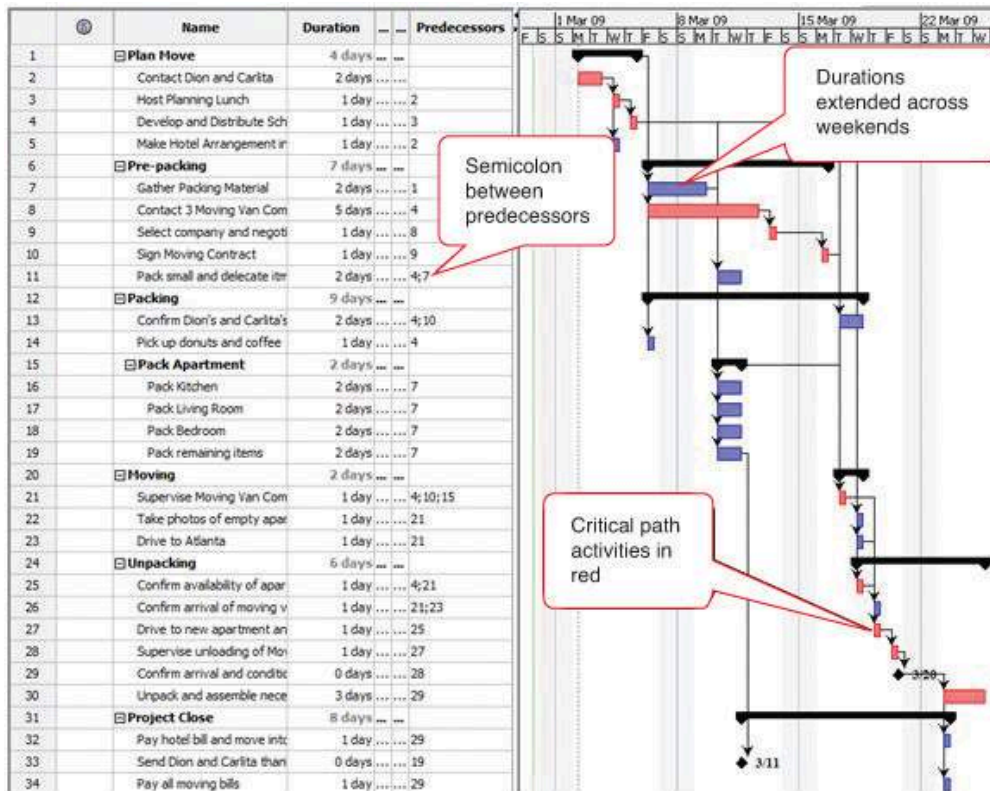 Name Duration ... ... Predecessors
1 Mar 09 8 Mar 09 15 Mar 09 22 Mar 09
F S S M T W T F S S M T W T F S S M T W T F S S M T W
1 Plan Move 4 days ... ...
2 Contact Dion and Carlita 2 days ... ...
3 Host Planning Lunch 1 day ... ... 2
4 Develop and Distribute Sch 1 day ... ... 3
5 Make Hotel Arrangement in 1 day ... ... 2
6 Pre-packing 7 days ... ...
7 Gather Packing Material 2 days ... ... 1
8 Contact 3 Moving Van Com 5 days ... ... 4
9 Select company and negoti 1 day ... ... 8
10 Sign Moving Contract 1 day ... ... 9
11 Pack small and delecate itm 2 days ... ... 4;7
12 Packing 9 days ... ...
13 Confirm Dion's and Carlita's 2 days ... ... 4;10
14 Pick up donuts and coffee 1 day ... ... 4
15 Pack Apartment 2 days ... ...
16 Pack Kitchen 2 days ... ... 7
17 Pack Living Room 2 days ... ... 7
18 Pack Bedroom 2 days ... ... 7
19 Pack remaining items 2 days ... ... 7
20 Moving 2 days ... ...
21 Supervise Moving Van Com 1 day ... ... 4;10;15
22 Take photos of empty apar 1 day ... ... 21
23 Drive to Atlanta 1 day ... ... 21
24 Unpacking 6 days ... ...
25 Confirm availability of apar 1 day ... ... 4;21
26 Confirm arrival of moving v 1 day ... ... 21;23
27 Drive to new apartment an 1 day ... ... 25
28 Supervise unloading of Mov 1 day ... ... 27
29 Confirm arrival and conditic 0 days ... ... 28
30 Unpack and assemble nece 3 days ... ... 29
31 Project Close 8 days ... ...
32 Pay hotel bill and move intc 1 day ... ... 29
33 Send Dion and Carlita than 0 days ... ... 19
34 Pay all moving bills 1 day ... ... 29
Durations
extended across
weekends
Semicolon
between
predecessors
Critical path
activities in
red
3/20
3/11